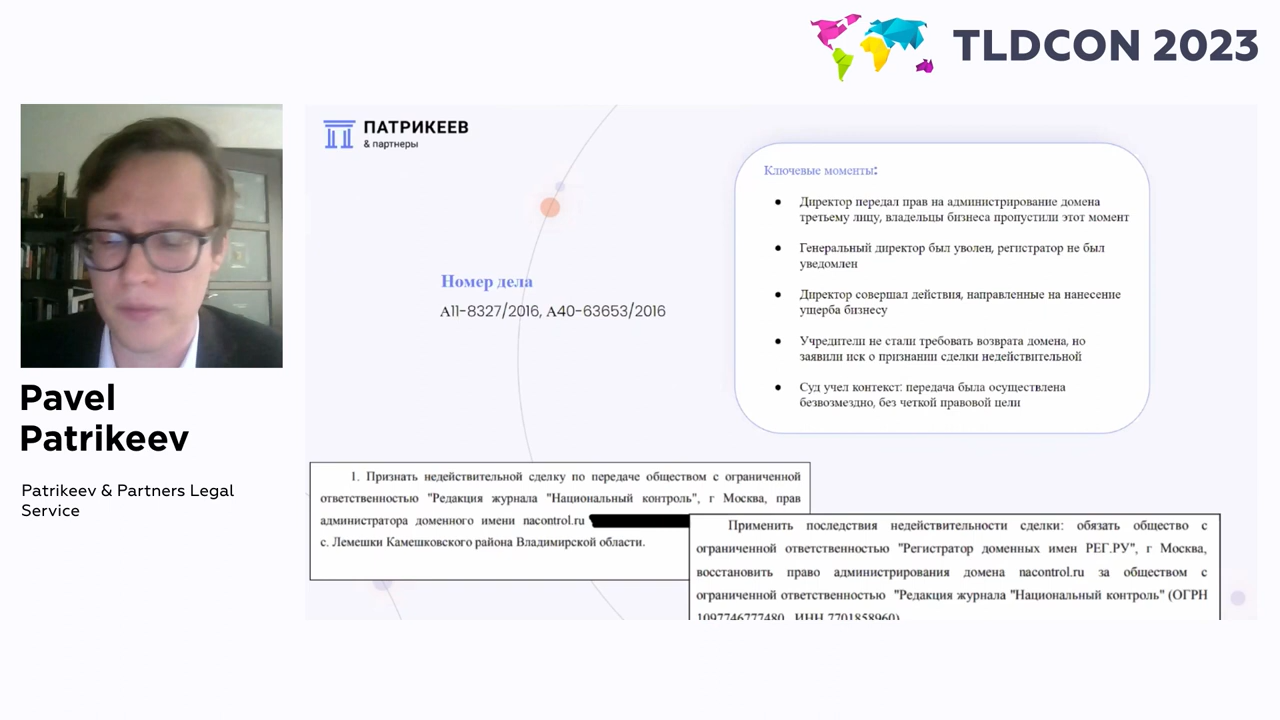 TLDCON 2023
ПАТРИКЕЕВ
& партнеры
Ключевые моменты:
● Директор передал прав на администрирование домена
третьему лицу, владельцы бизнеса пропустили этот момент
● Генеральный директор был уволен, регистратор не был
уведомлен
● Директор совершал действия, направленные на нанесение
ущерба бизнесу
● Учредители не стали требовать возврата домена, но
заявили иск о признании сделки недействительной
● Суд учел контекст: передача была осуществлена
безвозмездно, без четкой правовой цели
Номер дела
А11-8327/2016, А40-63653/2016
Pavel
Patrikeev
Patrikeev & Partners Legal
Service
1. Признать недействительной сделку по передаче обществом с ограниченной
ответственностью "Редакция журнала "Национальный контроль", г Москва, прав
администратора доменного имени nacontrol.ru
с. Лемешки Камешковского района Владимирской области.
Применить последствия недействительности сделки: обязать общество с
ограниченной ответственностью "Регистратор доменных имен РЕГ.РУ", г Москва,
восстановить право администрирования домена nacontrol.ru за обществом с
ограниченной ответственностью "Редакция журнала "Национальный контроль" (ОГРН
1097746777480, ИНН 7701858960)